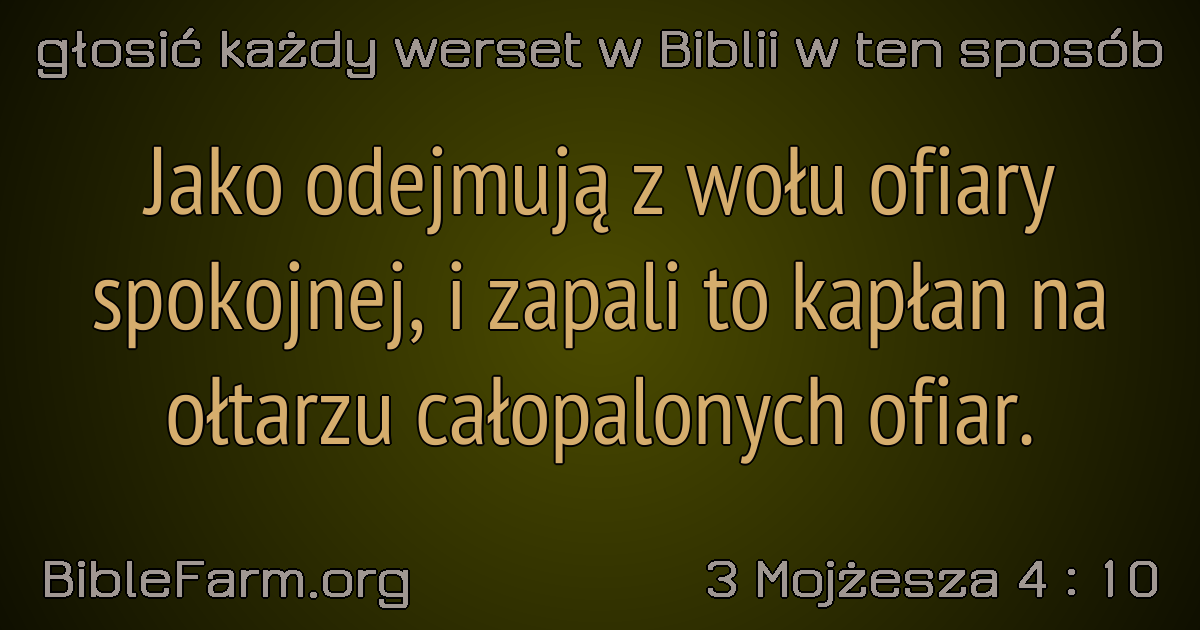 głosić każdy werset w Biblii w ten sposób
Jako odejmują z wołu ofiary
spokojnej, i zapali to kapłan na
ołtarzu całopalonych ofiar.
BibleFarm.org
3 Mojżesza 4 : 10